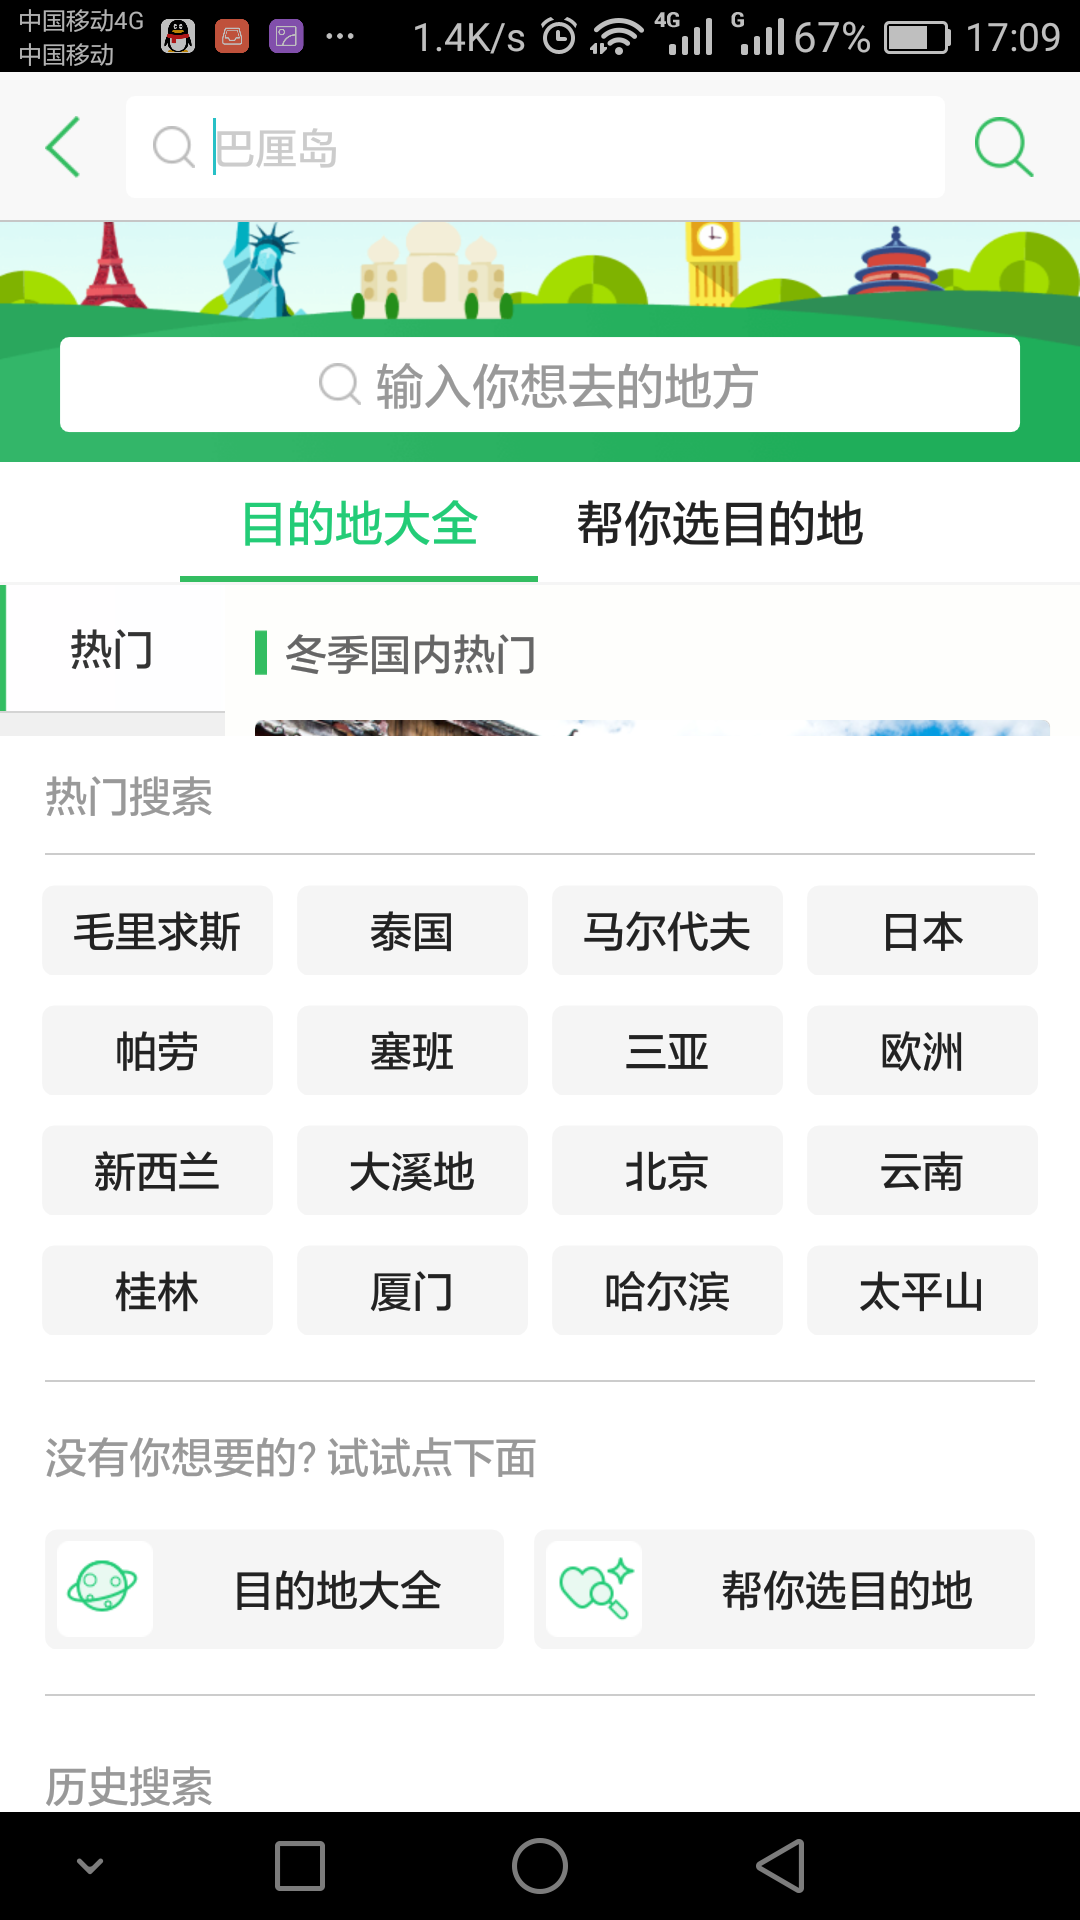 中国移动4G
中国移动
1.4K/s 4G G 67% 17:09
巴厘岛
输入你想去的地方
目的地大全 帮你选目的地
热门
冬季国内热门
热门搜索
毛里求斯 泰国 马尔代夫 日本
帕劳 塞班 三亚 欧洲
新西兰 大溪地 北京 云南
桂林 厦门 哈尔滨 太平山
没有你想要的? 试试点下面
目的地大全 帮你选目的地
历史搜索